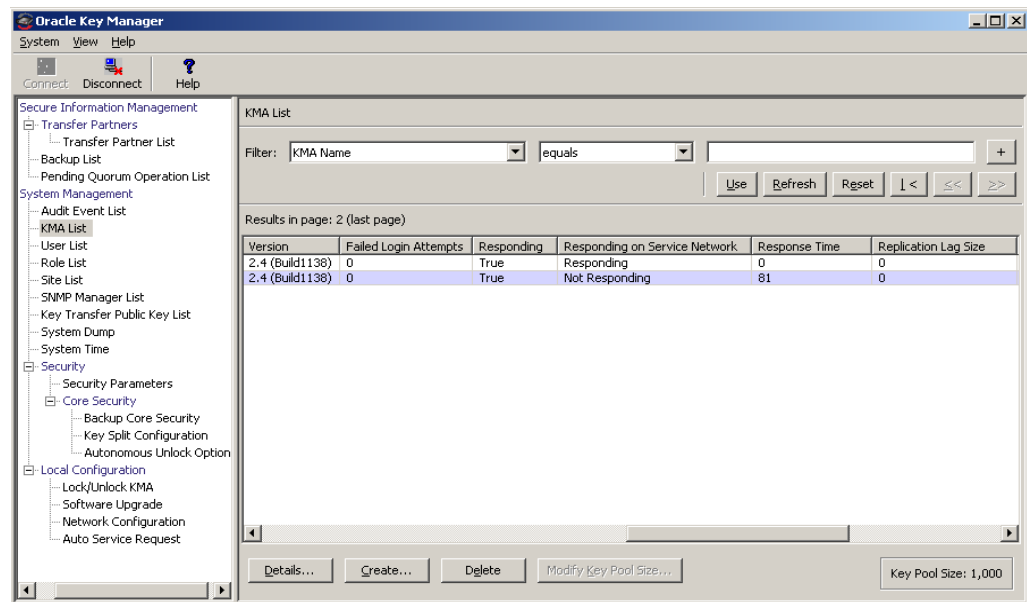 Oracle Key Manager
System View Help
Connect Disconnect Help
Secure Information Management
Transfer Partners
Transfer Partner List
Backup List
Pending Quorum Operation List
System Management
Audit Event List
KMA List
User List
Role List
Site List
SNMP Manager List
Key Transfer Public Key List
System Dump
System Time
Security
Security Parameters
Core Security
Backup Core Security
Key Split Configuration
Autonomous Unlock Option
Local Configuration
Lock/Unlock KMA
Software Upgrade
Network Configuration
Auto Service Request
KMA List
Filter: KMA Name equals +
Use Refresh Reset |< << >>
Results in page: 2 (last page)
Version Failed Login Attempts Responding Responding on Service Network Response Time Replication Lag Size
2.4 (Build1138) 0 True Responding 0 0
2.4 (Build1138) 0 True Not Responding 81 0
Details... Create... Delete Modify Key Pool Size... Key Pool Size: 1,000